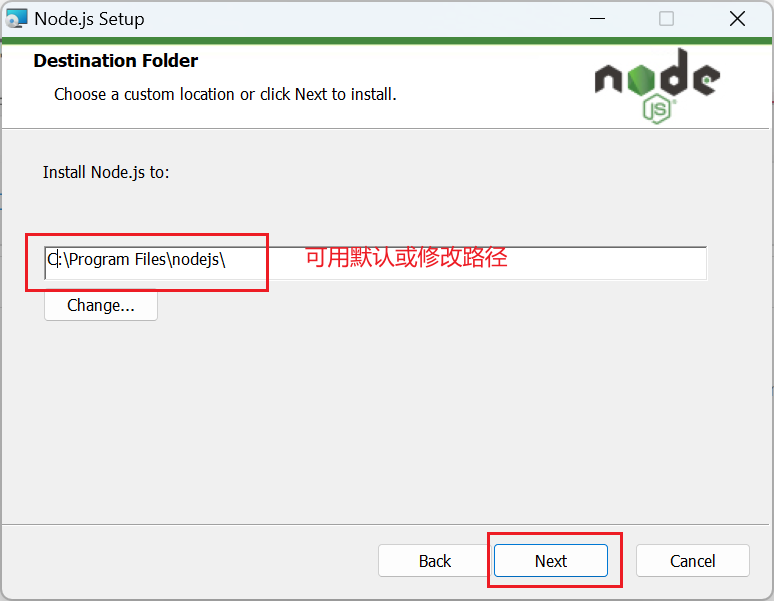 Node.js Setup
Destination Folder
Choose a custom location or click Next to install.
node
JS
Install Node.js to:
C:\Program Files\nodejs\
可用默认或修改路径
Change...
Back
Next
Cancel